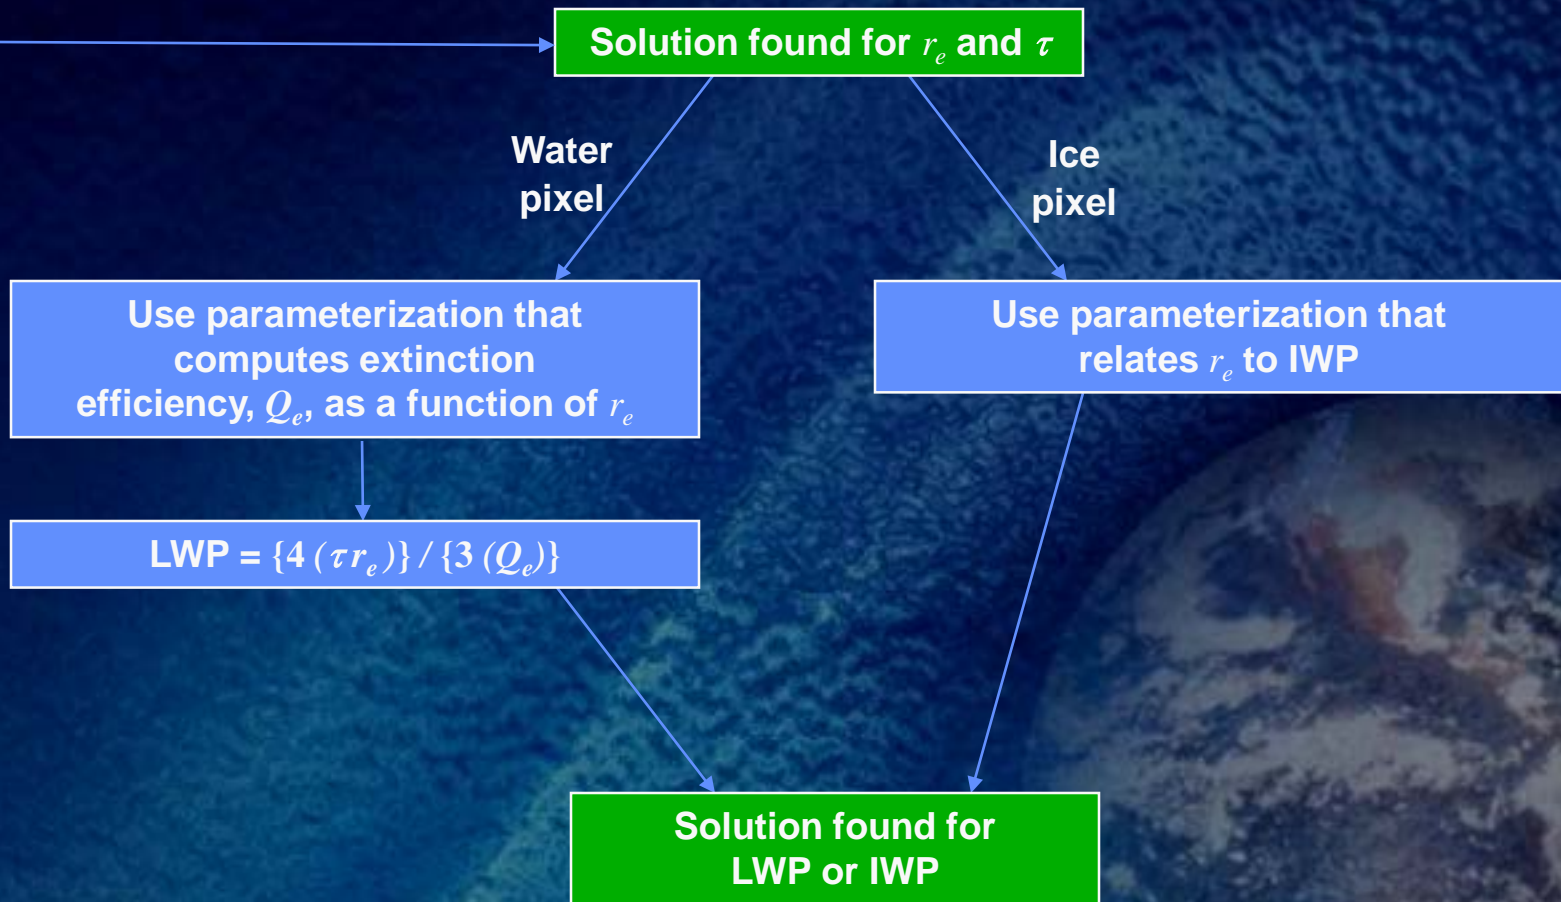 Solution found for rₑ and τ
Water
pixel
Ice
pixel
Use parameterization that
computes extinction
efficiency, Qₑ, as a function of rₑ
Use parameterization that
relates rₑ to IWP
LWP = {4 (τ rₑ)} / {3 (Qₑ)}
Solution found for
LWP or IWP